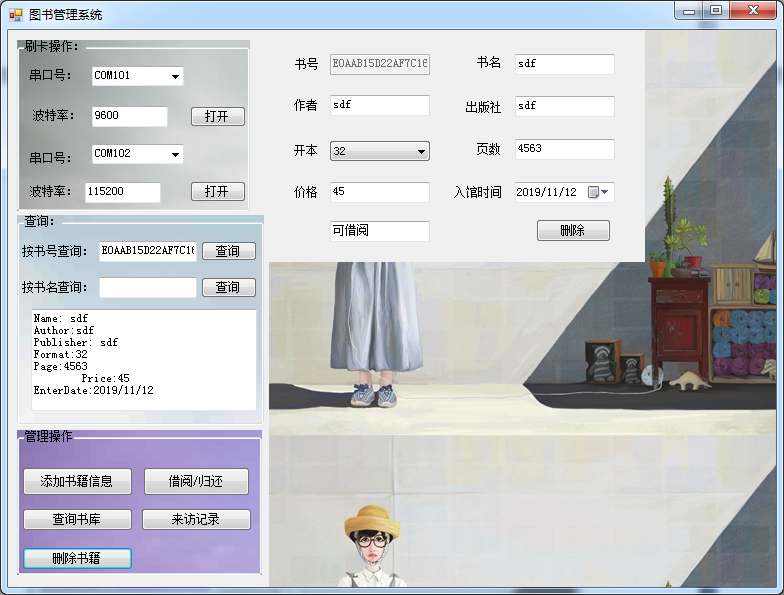 图书管理系统
刷卡操作：
串口号： COM101
波特率： 9600 打开
串口号： COM102
波特率： 115200 打开
查询：
按书号查询： E0AAB15D22AF7C16 查询
按书名查询： 查询
Name: sdf
Author:sdf
Publisher: sdf
Format:32
Page:4563
Price:45
EnterDate:2019/11/12
管理操作
添加书籍信息 借阅/归还
查询书库 来访记录
删除书籍
书号 E0AAB15D22AF7C16 书名 sdf
作者 sdf 出版社 sdf
开本 32 页数 4563
价格 45 入馆时间 2019/11/12
可借阅 删除